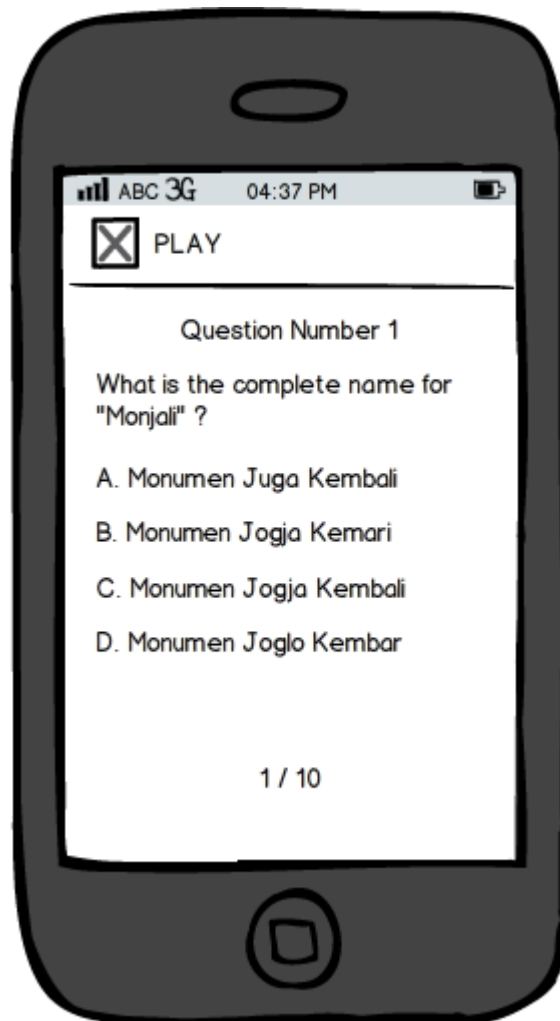 ABC 3G 04:37 PM
PLAY
Question Number 1
What is the complete name for
"Monjali" ?
A. Monumen Juga Kembali
B. Monumen Jogja Kemari
C. Monumen Jogja Kembali
D. Monumen Joglo Kembar
1 / 10